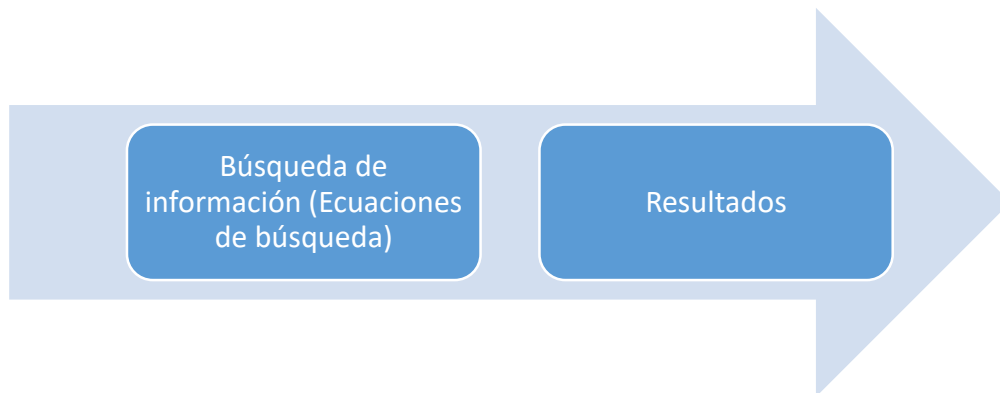 Búsqueda de
información (Ecuaciones
de búsqueda)
Resultados